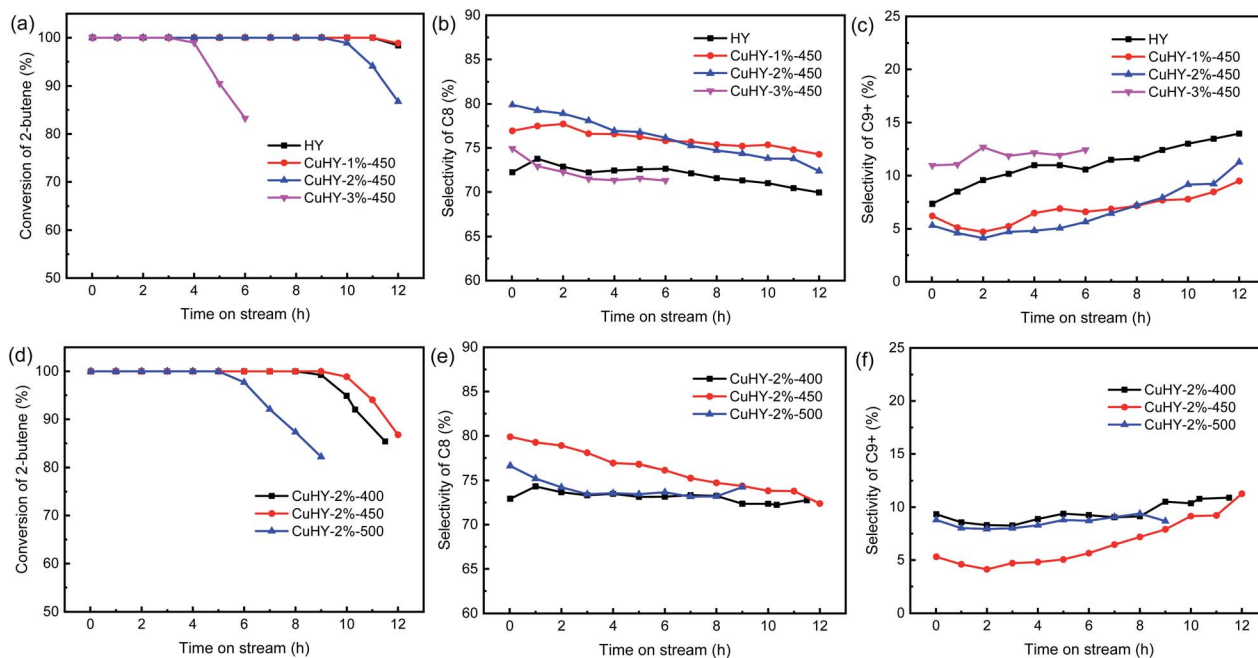 (a)
Conversion of 2-butene (%)
100
90
80
70
60
50
HY
CuHY-1%-450
CuHY-2%-450
CuHY-3%-450
0 2 4 6 8 10 12
Time on stream (h)
(b)
Selectivity of C8 (%)
90
85
80
75
70
65
60
HY
CuHY-1%-450
CuHY-2%-450
CuHY-3%-450
0 2 4 6 8 10 12
Time on stream (h)
(c)
Selectivity of C9+ (%)
25
20
15
10
5
0
HY
CuHY-1%-450
CuHY-2%-450
CuHY-3%-450
0 2 4 6 8 10 12
Time on stream (h)
(d)
Conversion of 2-butene (%)
100
90
80
70
60
50
CuHY-2%-400
CuHY-2%-450
CuHY-2%-500
0 2 4 6 8 10 12
Time on stream (h)
(e)
Selectivity of C8 (%)
90
85
80
75
70
65
60
CuHY-2%-400
CuHY-2%-450
CuHY-2%-500
0 2 4 6 8 10 12
Time on stream (h)
(f)
Selectivity of C9+ (%)
25
20
15
10
5
0
CuHY-2%-400
CuHY-2%-450
CuHY-2%-500
0 2 4 6 8 10 12
Time on stream (h)